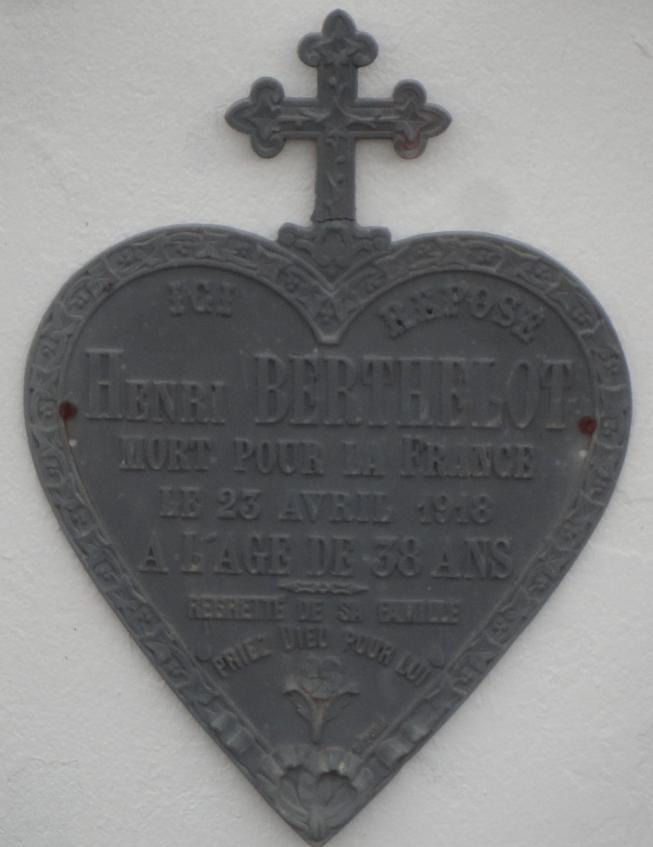 ICI REPOSE
HENRI BERTHELOT
MORT POUR LA FRANCE
LE 23 AVRIL 1918
A L'AGE DE 38 ANS
REGRETTE DE SA FAMILLE
PRIEZ DIEU POUR LUI